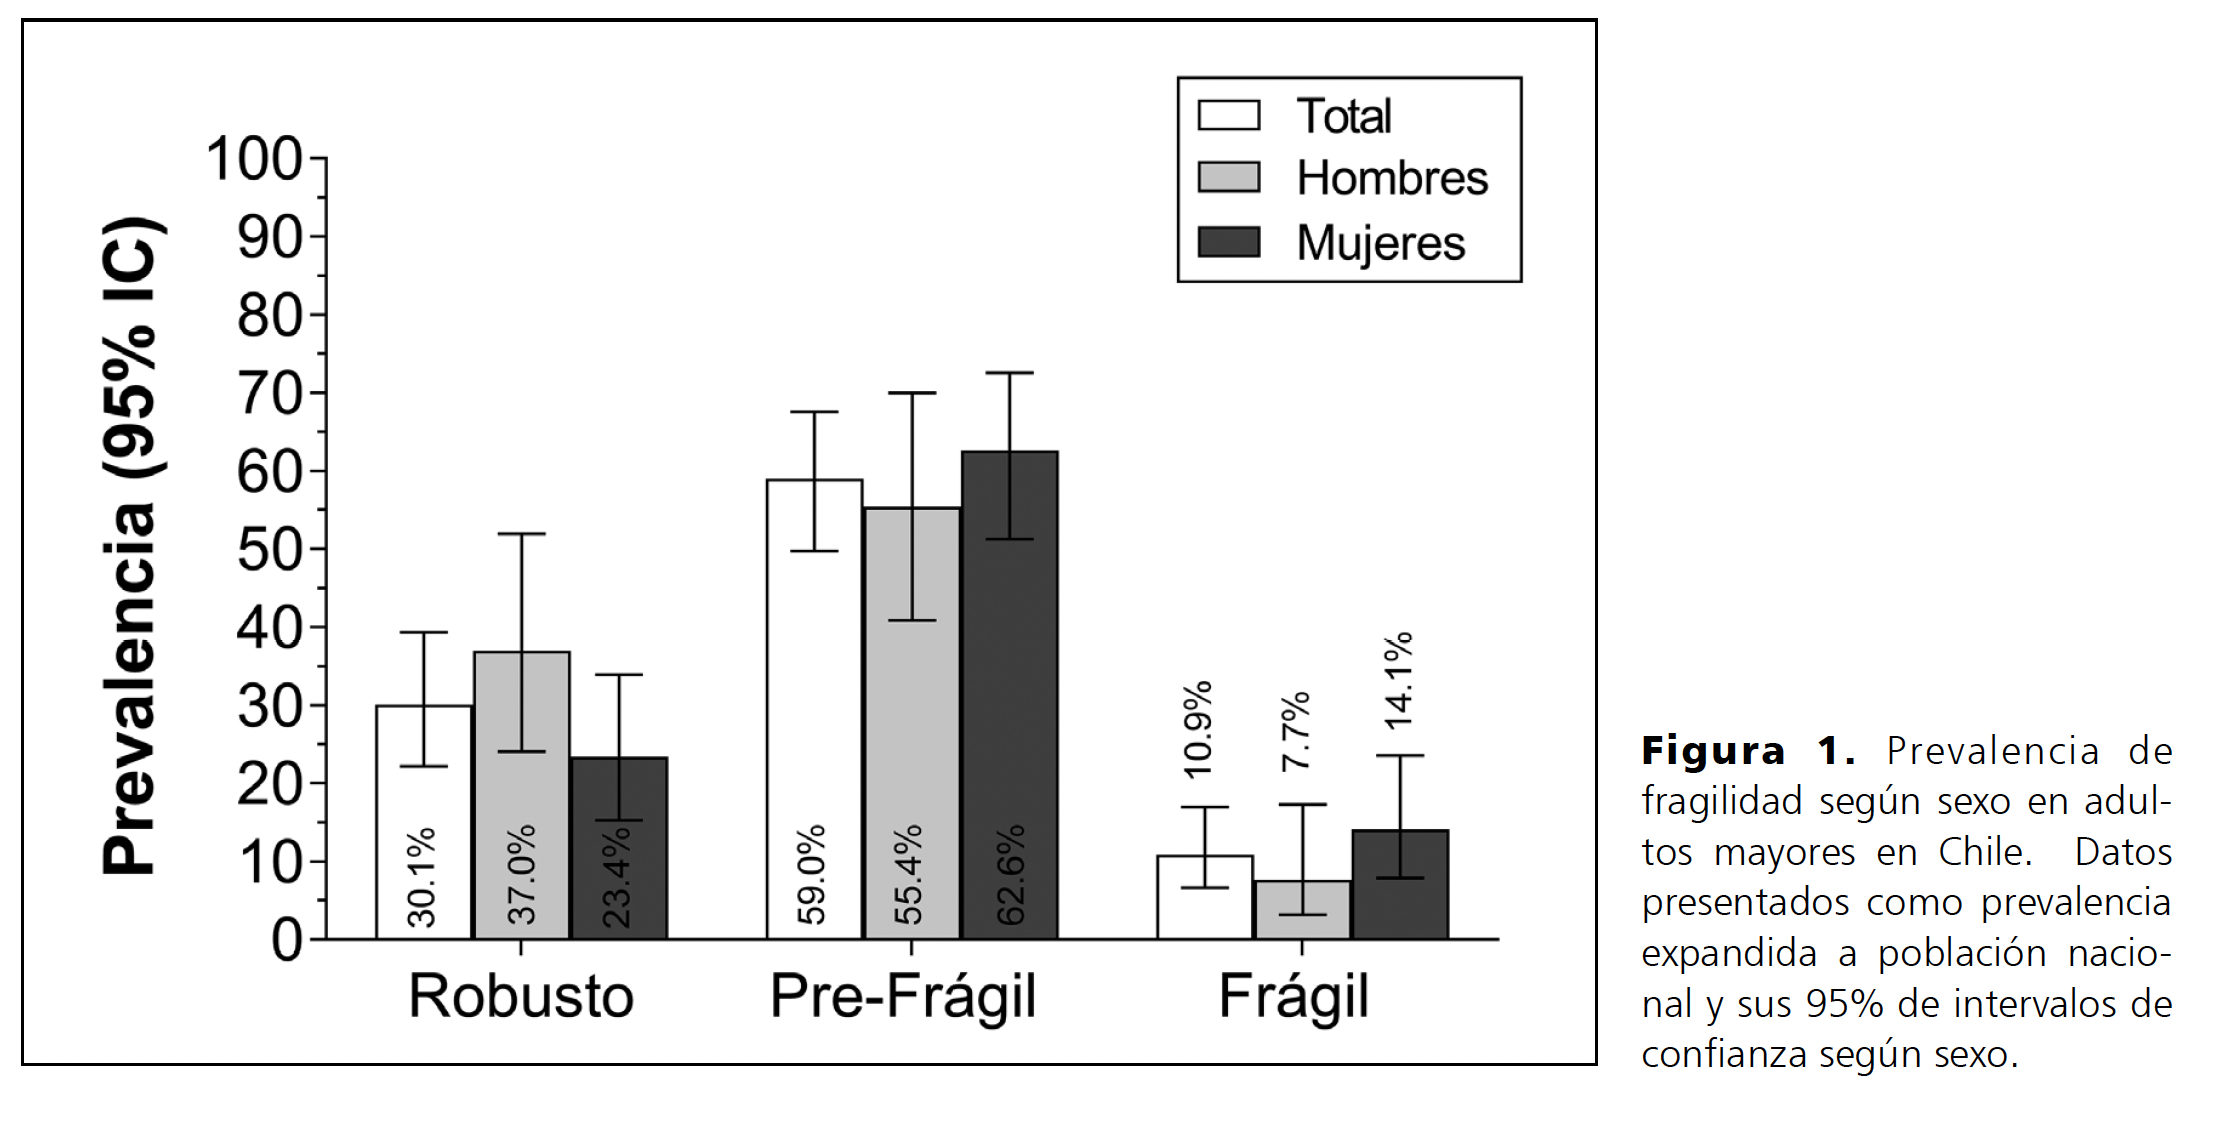 Total
Hombres
Mujeres
Prevalencia (95% IC)
100
90
80
70
60
50
40
30
20
10
0
30.1%
37.0%
23.4%
59.0%
55.4%
62.6%
10.9%
7.7%
14.1%
Robusto
Pre-Frágil
Frágil
Figura 1. Prevalencia de
fragilidad según sexo en adul-
tos mayores en Chile. Datos
presentados como prevalencia
expandida a población nacio-
nal y sus 95% de intervalos de
confianza según sexo.